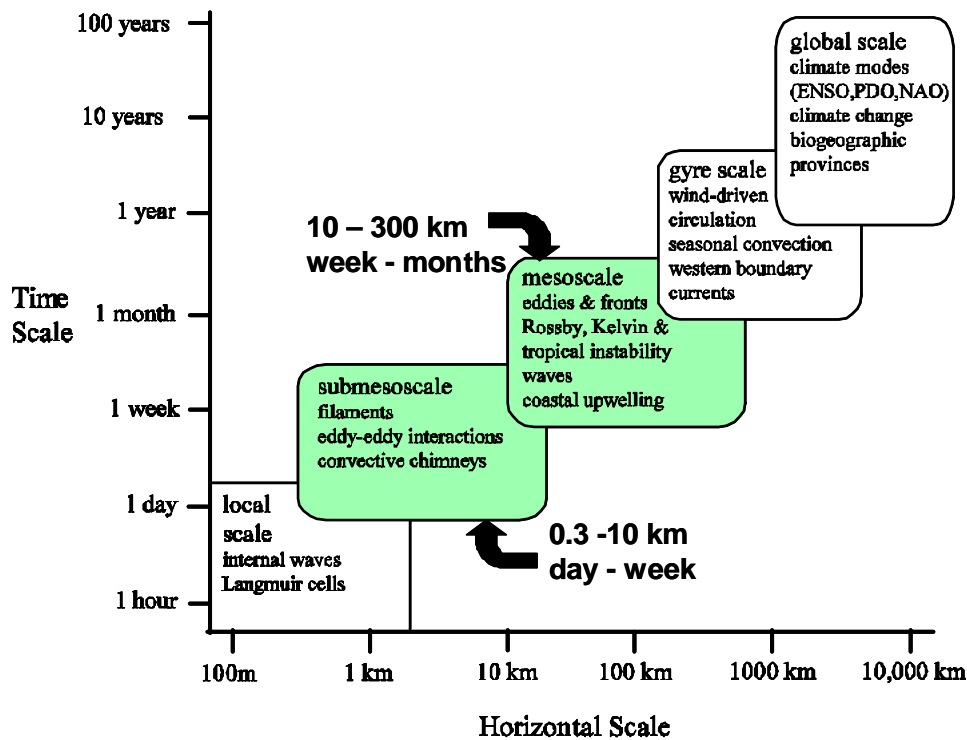 100 years
10 years
1 year
1 month
1 week
1 day
1 hour
Time
Scale
global scale
climate modes
(ENSO,PDO,NAO)
climate change
biogeographic
provinces
gyre scale
wind-driven
circulation
seasonal convection
western boundary
currents
10 – 300 km
week - months
mesoscale
eddies & fronts
Rossby, Kelvin &
tropical instability
waves
coastal upwelling
submesoscale
filaments
eddy-eddy interactions
convective chimneys
local
scale
internal waves
Langmuir cells
0.3 -10 km
day - week
100m
1 km
10 km
100 km
1000 km
10,000 km
Horizontal Scale